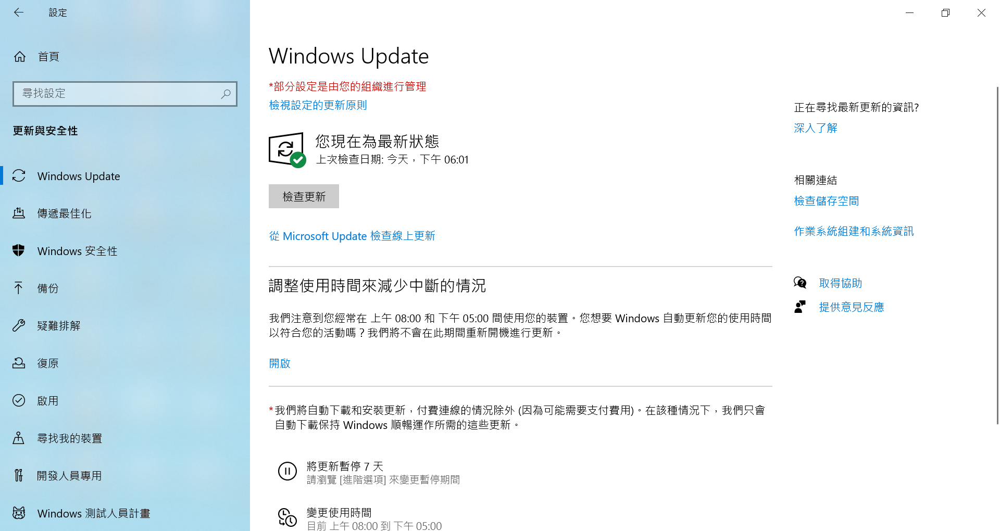 設定
首頁
尋找設定
更新與安全性
Windows Update
傳遞最佳化
Windows 安全性
備份
疑難排解
復原
啟用
尋找我的裝置
開發人員專用
Windows 測試人員計畫
Windows Update
*部分設定是由您的組織進行管理
檢視設定的更新原則
您現在為最新狀態
上次檢查日期: 今天，下午 06:01
檢查更新
從 Microsoft Update 檢查線上更新
調整使用時間來減少中斷的情況
我們注意到您經常在 上午 08:00 和 下午 05:00 間使用您的裝置。您想要 Windows 自動更新您的使用時間
以符合您的活動嗎？我們將不會在此期間重新開機進行更新。
開啟
*我們將自動下載和安裝更新，付費連線的情況除外 (因為可能需要支付費用)。在該種情況下，我們只會
自動下載保持 Windows 順暢運作所需的這些更新。
將更新暫停 7 天
請瀏覽 [進階選項] 來變更暫停期間
變更使用時間
目前 上午 08:00 到 下午 05:00
正在尋找最新更新的資訊?
深入了解
相關連結
檢查儲存空間
作業系統組建和系統資訊
取得協助
提供意見反應